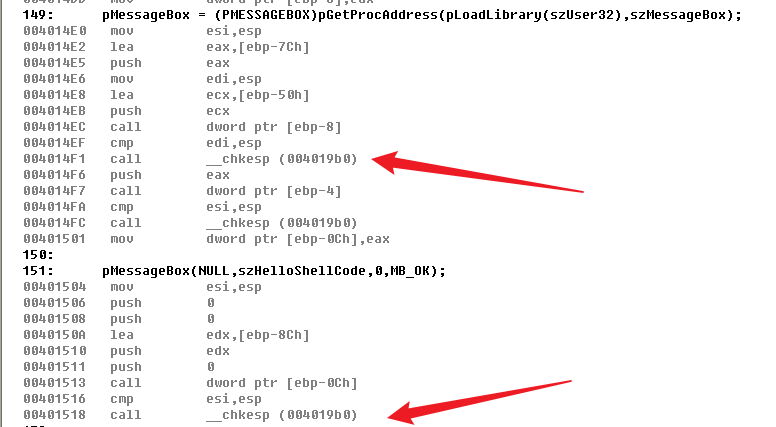 149: pMessageBox = (PMESSAGEBOX)pGetProcAddress(pLoadLibrary(szUser32),szMessageBox);
004014E0 mov esi,esp
004014E2 lea eax,[ebp-7Ch]
004014E5 push eax
004014E6 mov edi,esp
004014E8 lea ecx,[ebp-50h]
004014EB push ecx
004014EC call dword ptr [ebp-8]
004014EF cmp edi,esp
004014F1 call __chkesp (004019b0)
004014F6 push eax
004014F7 call dword ptr [ebp-4]
004014FA cmp esi,esp
004014FC call __chkesp (004019b0)
00401501 mov dword ptr [ebp-0Ch],eax
150:
151: pMessageBox(NULL,szHelloShellCode,0,MB_OK);
00401504 mov esi,esp
00401506 push 0
00401508 push 0
0040150A lea edx,[ebp-8Ch]
00401510 push edx
00401511 push 0
00401513 call dword ptr [ebp-0Ch]
00401516 cmp esi,esp
00401518 call __chkesp (004019b0)